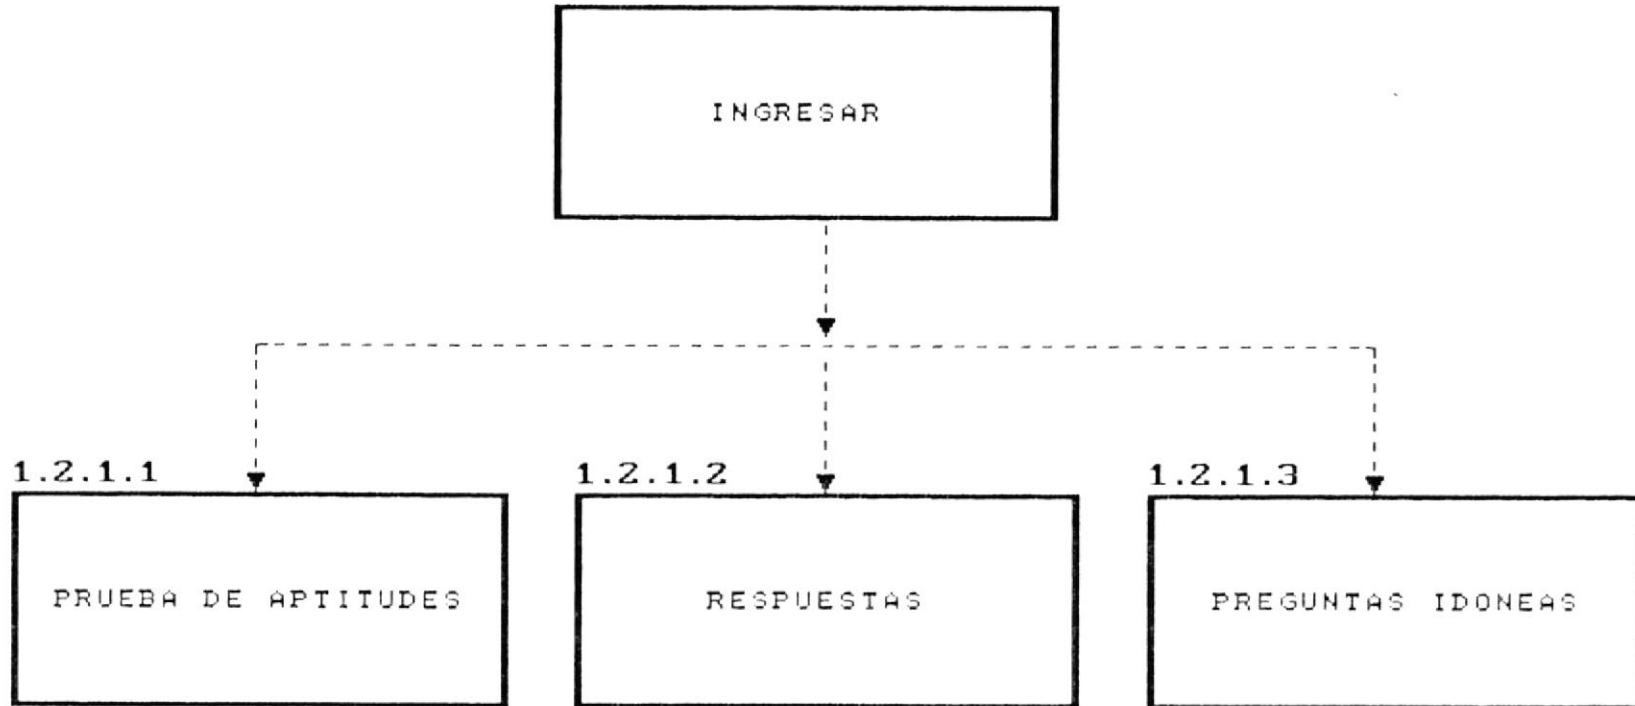 INGRESAR
1.2.1.1
1.2.1.2
1.2.1.3
PRUEBA DE APTITUDES
RESPUESTAS
PREGUNTAS IDONEAS